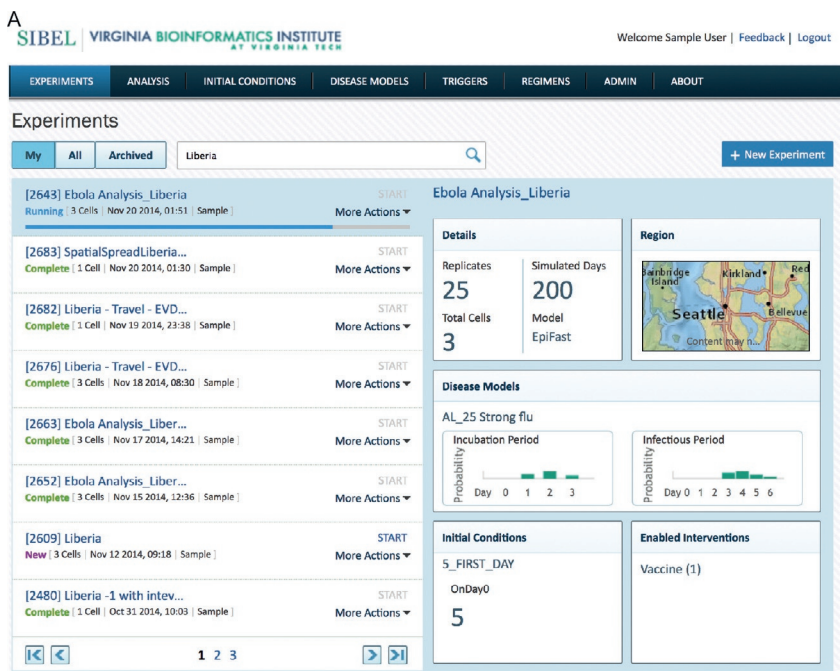 A
SIBEL | VIRGINIA BIOINFORMATICS INSTITUTE
AT VIRGINIA TECH
Welcome Sample User | Feedback | Logout
EXPERIMENTS ANALYSIS INITIAL CONDITIONS DISEASE MODELS TRIGGERS REGIMENS ADMIN ABOUT
Experiments
My All Archived Liberia
+ New Experiment
[2643] Ebola Analysis_Liberia START
Running [ 3 Cells | Nov 20 2014, 01:51 | Sample ] More Actions
[2683] SpatialSpreadLiberia... START
Complete [ 1 Cell | Nov 20 2014, 01:30 | Sample ] More Actions
[2682] Liberia - Travel - EVD... START
Complete [ 1 Cell | Nov 19 2014, 23:38 | Sample ] More Actions
[2676] Liberia - Travel - EVD... START
Complete [ 3 Cells | Nov 18 2014, 08:30 | Sample ] More Actions
[2663] Ebola Analysis_Liber... START
Complete [ 3 Cells | Nov 17 2014, 14:21 | Sample ] More Actions
[2652] Ebola Analysis_Liber... START
Complete [ 3 Cells | Nov 15 2014, 12:36 | Sample ] More Actions
[2609] Liberia START
New [ 3 Cells | Nov 12 2014, 09:18 | Sample ] More Actions
[2480] Liberia -1 with intev... START
Complete [ 1 Cell | Oct 31 2014, 10:03 | Sample ] More Actions
1 2 3
Ebola Analysis_Liberia
Details
Replicates Simulated Days
25 200
Total Cells Model
3 EpiFast
Region
Bainbridge Island
Kirkland
Red
Seattle
Bellevue
Content may n...
Disease Models
AL_25 Strong flu
Incubation Period
Probability
Day 0 1 2 3
Infectious Period
Probability
Day 0 1 2 3 4 5 6
Initial Conditions
5_FIRST_DAY
OnDay0
5
Enabled Interventions
Vaccine (1)